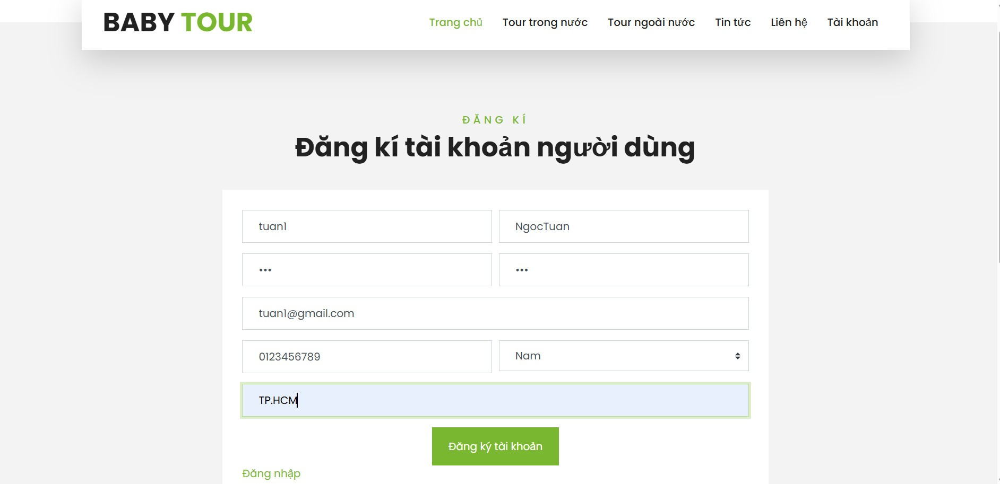 BABY TOUR
Trang chủ Tour trong nước Tour ngoài nước Tin tức Liên hệ Tài khoản
ĐĂNG KÍ
Đăng kí tài khoản người dùng
tuan1 NgocTuan
••• •••
tuan1@gmail.com
0123456789 Nam
TP.HCM
Đăng ký tài khoản
Đăng nhập